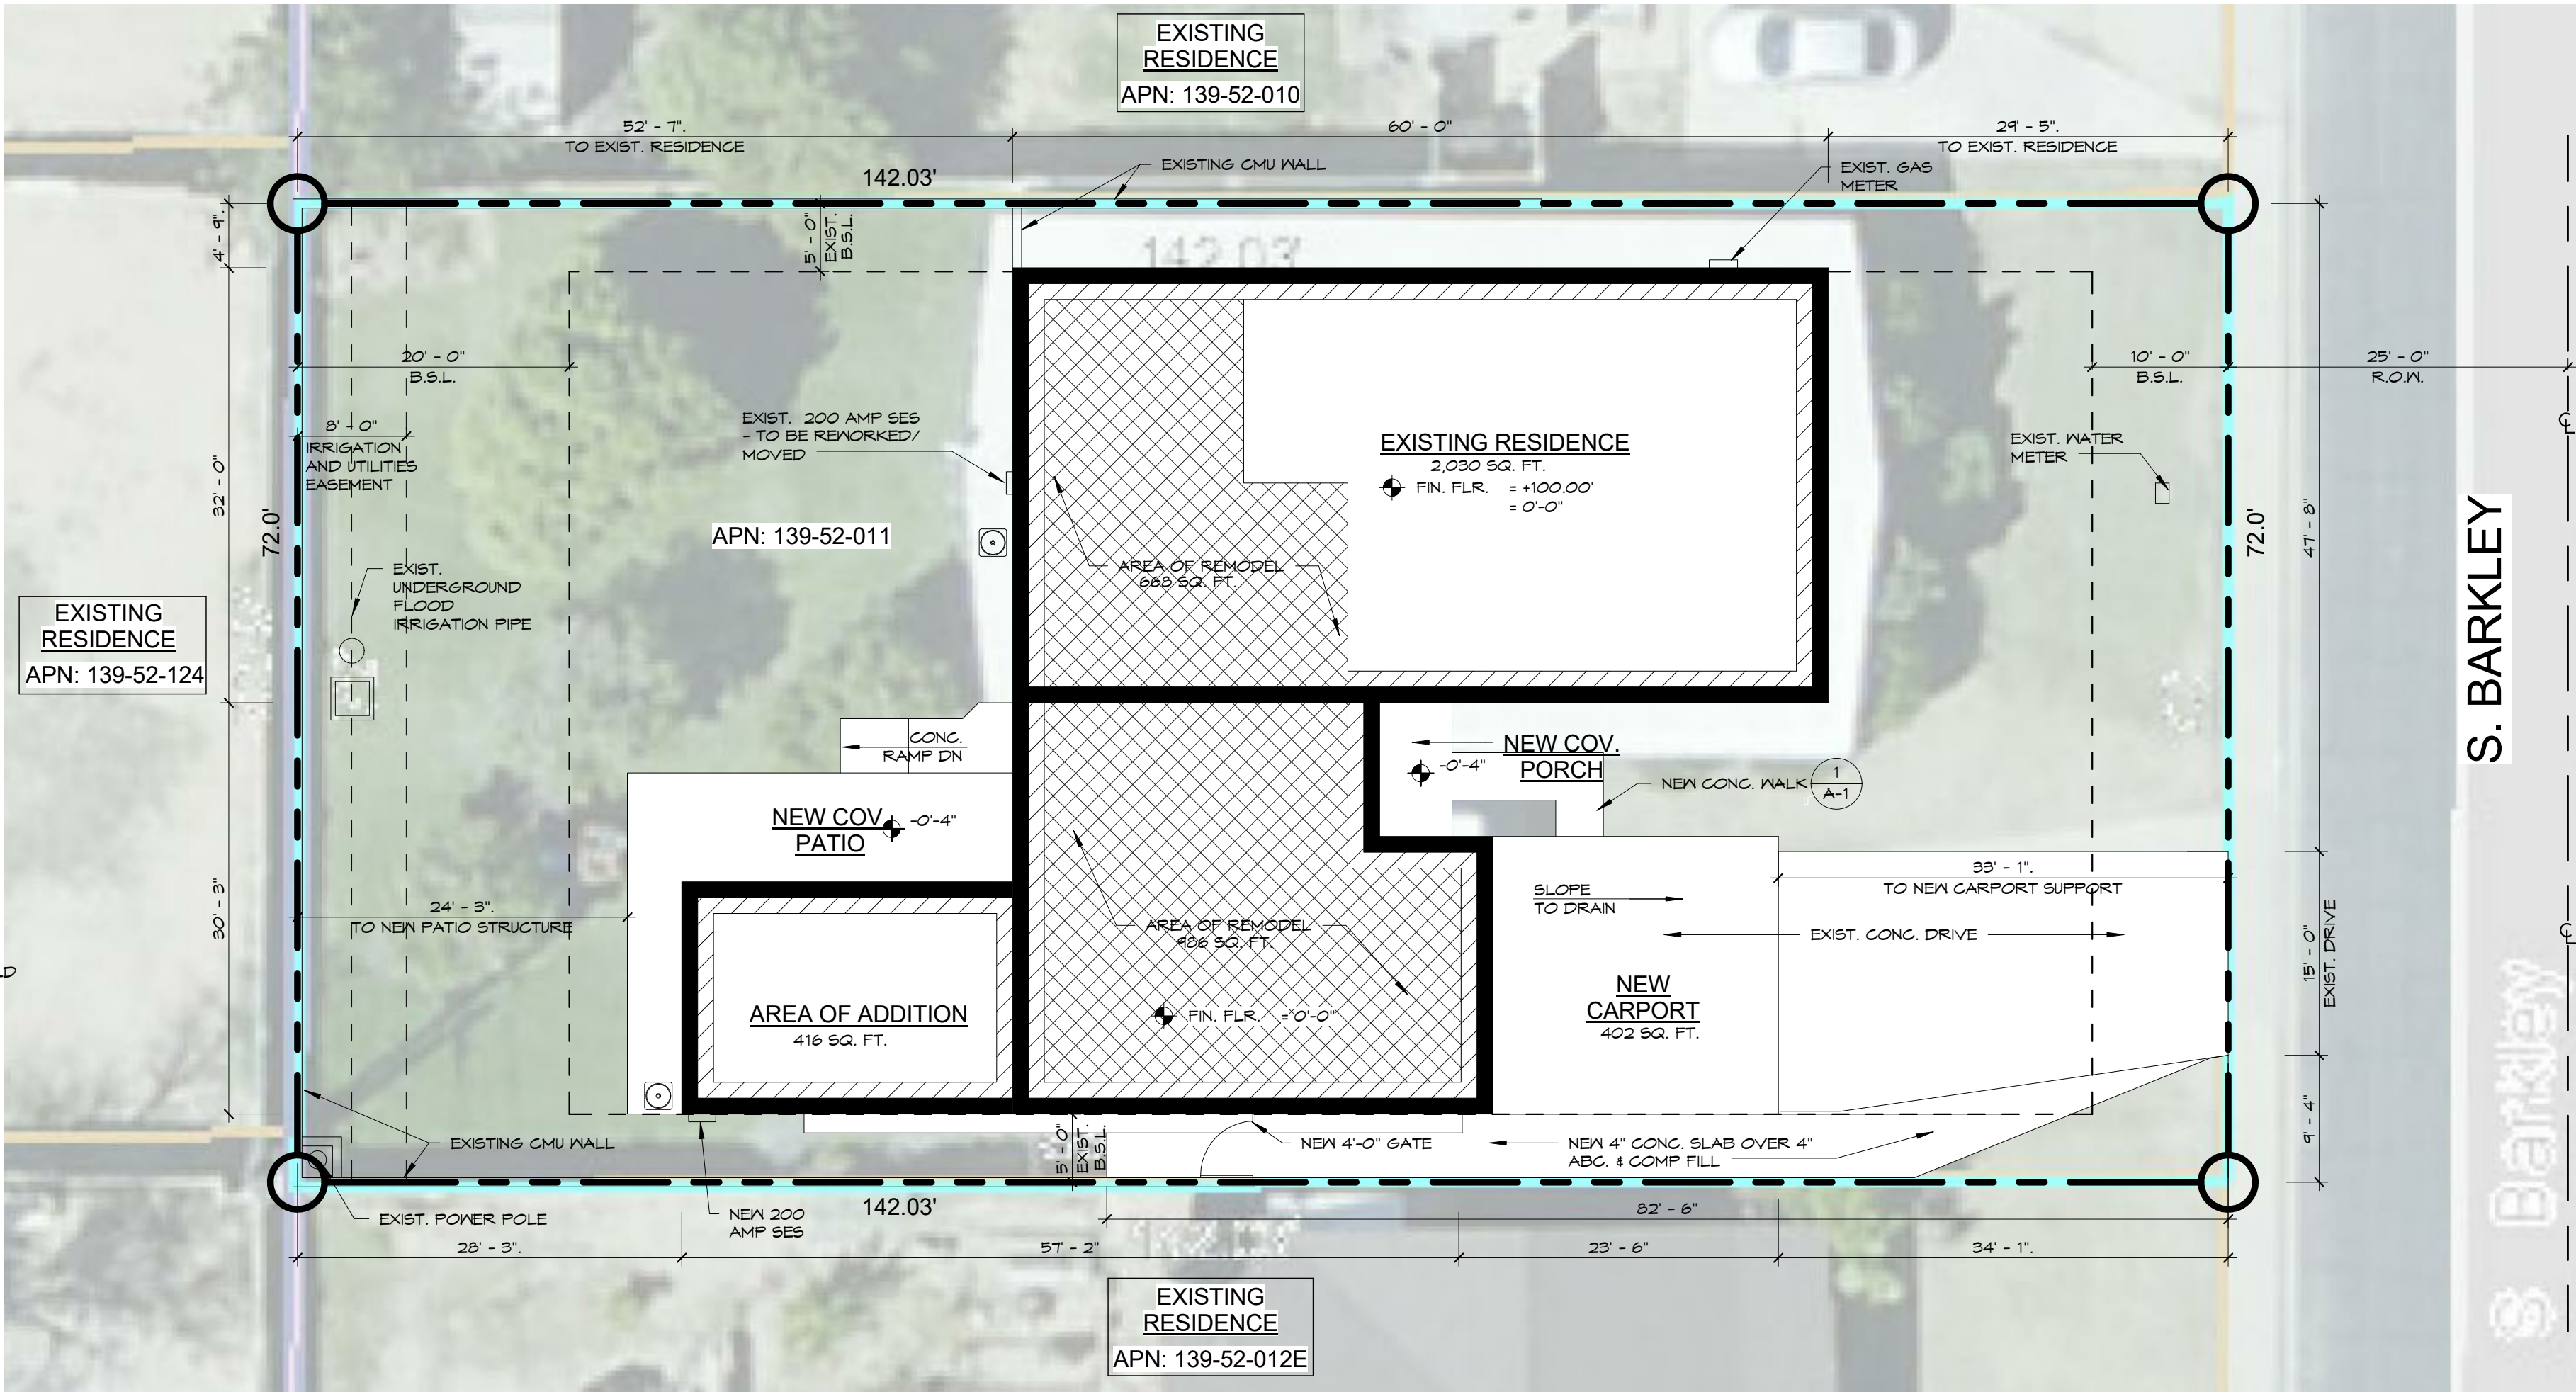 EXISTING
RESIDENCE
APN: 139-52-010
52' - 7".
TO EXIST. RESIDENCE
60' - 0"
29' - 5".
TO EXIST. RESIDENCE
EXISTING CMU WALL
EXIST. GAS
METER
142.03'
4' - 9".
5' - 0"
EXIST.
B.S.L.
142.03'
20' - 0"
B.S.L.
10' - 0"
B.S.L.
25' - 0"
R.O.W.
8' - 0"
IRRIGATION
AND UTILITIES
EASEMENT
EXIST. 200 AMP SES
- TO BE REWORKED/
MOVED
EXISTING RESIDENCE
2,030 SQ. FT.
FIN. FLR. = +100.00'
= 0'-0"
EXIST. WATER
METER
32' - 0"
72.0'
APN: 139-52-011
72.0'
47' - 8"
S. BARKLEY
AREA OF REMODEL
668 SQ. FT.
EXIST.
UNDERGROUND
FLOOD
IRRIGATION PIPE
EXISTING
RESIDENCE
APN: 139-52-124
CONC.
RAMP DN
NEW COV.
PORCH
-0'-4"
NEW CONC. WALK
1
A-1
NEW COV.
PATIO
-0'-4"
30' - 3"
24' - 3".
TO NEW PATIO STRUCTURE
33' - 1".
TO NEW CARPORT SUPPORT
SLOPE
TO DRAIN
AREA OF REMODEL
986 SQ. FT.
EXIST. CONC. DRIVE
15' - 0"
EXIST. DRIVE
AREA OF ADDITION
416 SQ. FT.
FIN. FLR. = 0'-0"
NEW
CARPORT
402 SQ. FT.
9' - 4"
EXISTING CMU WALL
5' - 0"
EXIST.
B.S.L.
NEW 4'-0" GATE
NEW 4" CONC. SLAB OVER 4"
ABC. & COMP FILL
S Barkley
EXIST. POWER POLE
NEW 200
AMP SES
142.03'
82' - 6"
28' - 3".
57' - 2"
23' - 6"
34' - 1".
EXISTING
RESIDENCE
APN: 139-52-012E